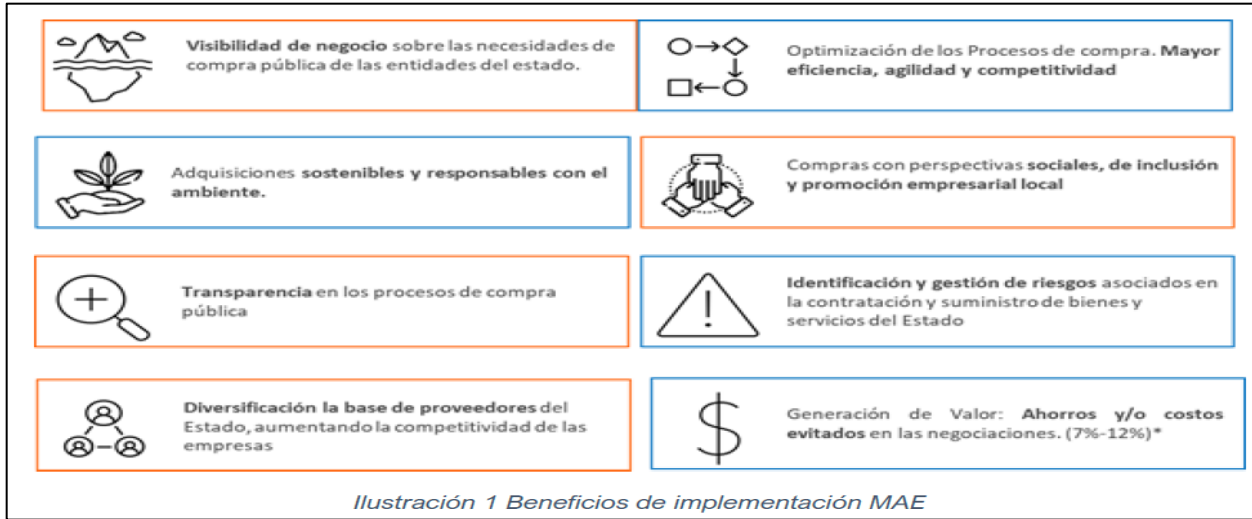 Visibilidad de negocio sobre las necesidades de
compra pública de las entidades del estado.
Optimización de los Procesos de compra. Mayor
eficiencia, agilidad y competitividad
Adquisiciones sostenibles y responsables con el
ambiente.
Compras con perspectivas sociales, de inclusión
y promoción empresarial local
Transparencia en los procesos de compra
pública
Identificación y gestión de riesgos asociados en
la contratación y suministro de bienes y
servicios del Estado
Diversificación la base de proveedores del
Estado, aumentando la competitividad de las
empresas
Generación de Valor: Ahorros y/o costos
evitados en las negociaciones. (7%-12%)*
Ilustración 1 Beneficios de implementación MAE